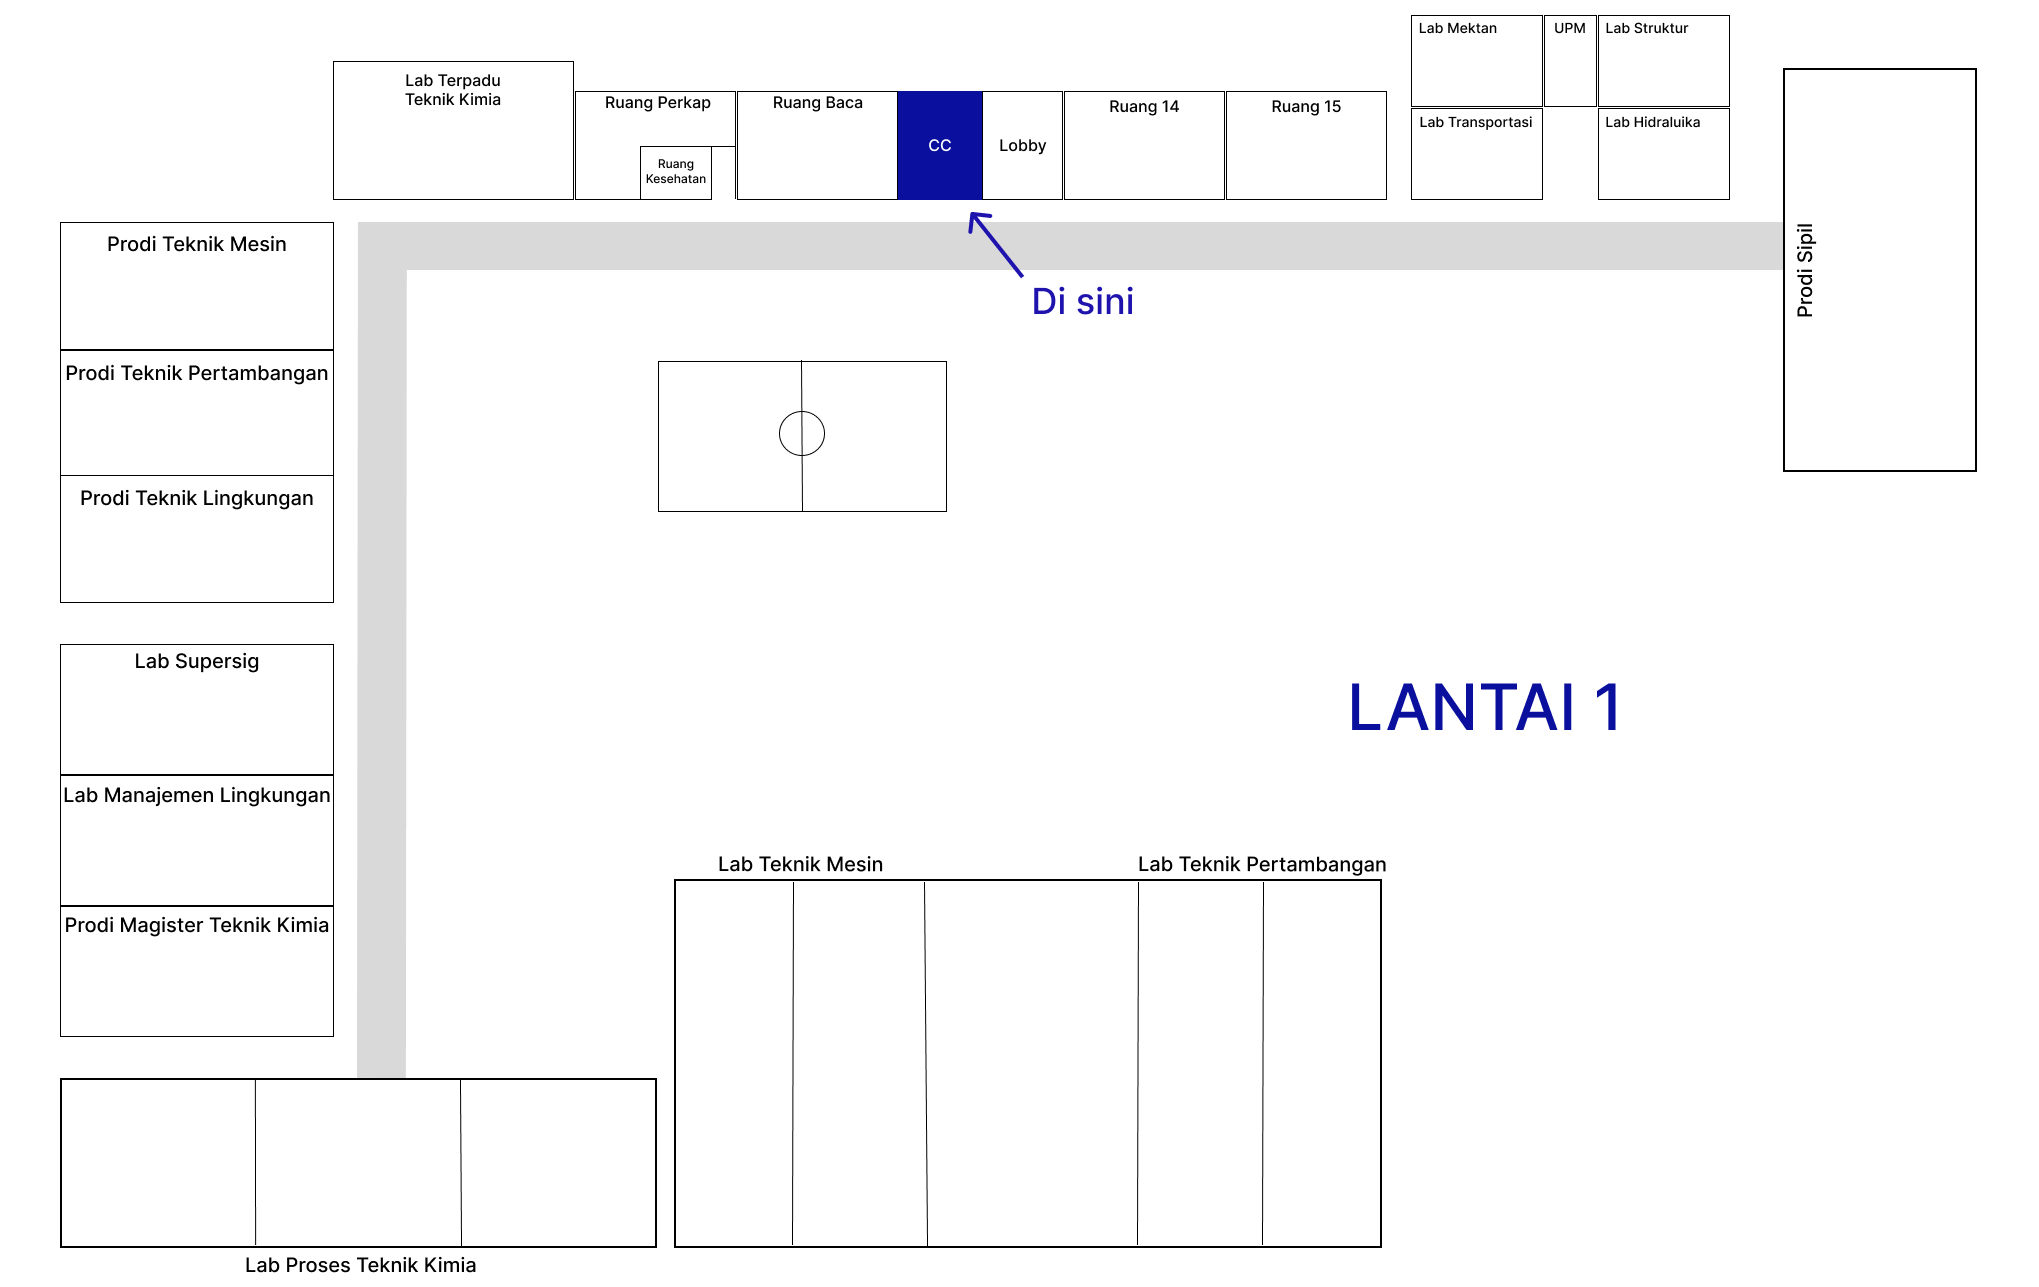 Lab Mektan
UPM
Lab Struktur
Lab Terpadu
Teknik Kimia
Ruang Perkap
Ruang Baca
Ruang 14
Ruang 15
Lab Transportasi
Lab Hidraluika
CC
Lobby
Ruang
Kesehatan
Prodi Teknik Mesin
Prodi Sipil
Di sini
Prodi Teknik Pertambangan
Prodi Teknik Lingkungan
Lab Supersig
LANTAI 1
Lab Manajemen Lingkungan
Lab Teknik Mesin
Lab Teknik Pertambangan
Prodi Magister Teknik Kimia
Lab Proses Teknik Kimia